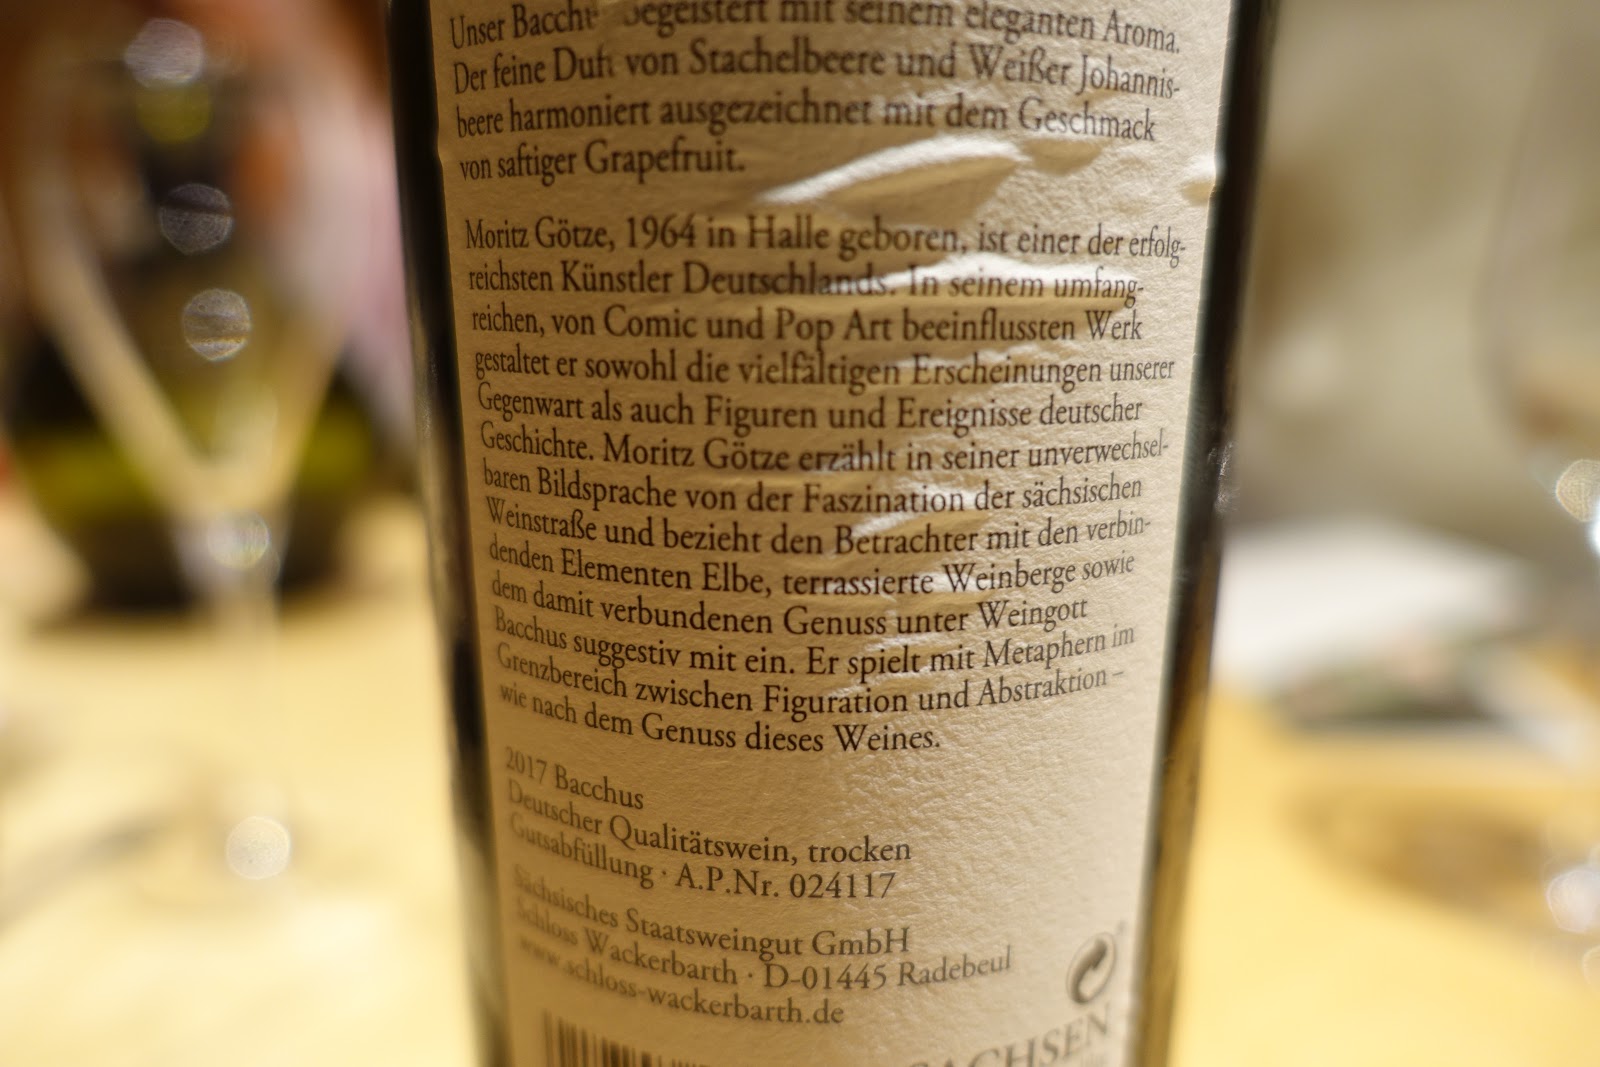 Unser Bacchu begeistert mit seinem eleganten Aroma.
Der feine Duft von Stachelbeere und Weißer Johannis-
beere harmoniert ausgezeichnet mit dem Geschmack
von saftiger Grapefruit.
Moritz Götze, 1964 in Halle geboren, ist einer der erfolg-
reichsten Künstler Deutschlands. In seinem umfang-
reichen, von Comic und Pop Art beeinflussten Werk
gestaltet er sowohl die vielfältigen Erscheinungen unserer
Gegenwart als auch Figuren und Ereignisse deutscher
Geschichte. Moritz Götze erzählt in seiner unverwechsel-
baren Bildsprache von der Faszination der sächsischen
Weinstraße und bezieht den Betrachter mit den verbin-
denden Elementen Elbe, terrassierte Weinberge sowie
dem damit verbundenen Genuss unter Weingott
Bacchus suggestiv mit ein. Er spielt mit Metaphern im
Grenzbereich zwischen Figuration und Abstraktion –
wie nach dem Genuss dieses Weines.
2017 Bacchus
Deutscher Qualitätswein, trocken
Gutsabfüllung · A.P.Nr. 024117
Sächsisches Staatsweingut GmbH
Schloss Wackerbarth · D-01445 Radebeul
www.schloss-wackerbarth.de
SACHSEN